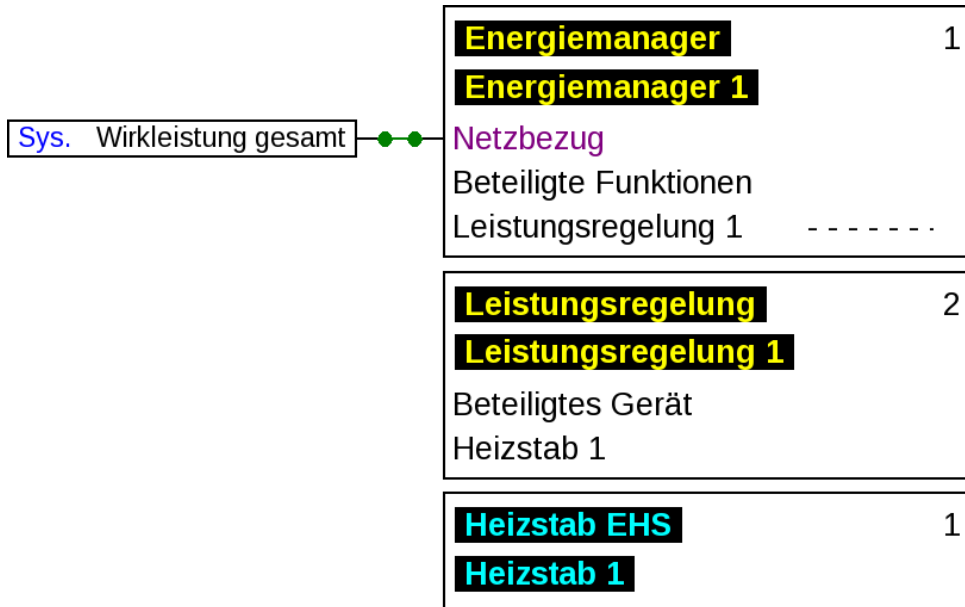 Energiemanager 1
Energiemanager 1
Sys. Wirkleistung gesamt
Netzbezug
Beteiligte Funktionen
Leistungsregelung 1 - - - - - - -
Leistungsregelung 2
Leistungsregelung 1
Beteiligtes Gerät
Heizstab 1
Heizstab EHS 1
Heizstab 1